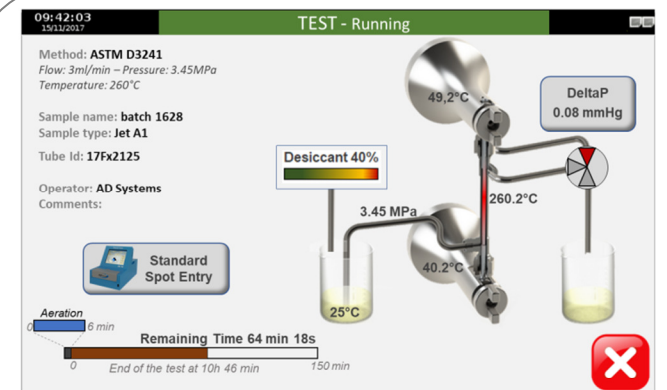 09:42:03
15/11/2017
TEST - Running
Method: ASTM D3241
Flow: 3ml/min – Pressure: 3.45MPa
Temperature: 260°C
Sample name: batch 1628
Sample type: Jet A1
Tube Id: 17Fx2125
Operator: AD Systems
Comments:
Desiccant 40%
49,2°C
DeltaP
0.08 mmHg
260.2°C
3.45 MPa
40.2°C
25°C
Standard
Spot Entry
Aeration
0
6 min
Remaining Time 64 min 18s
0
End of the test at 10h 46 min
150 min